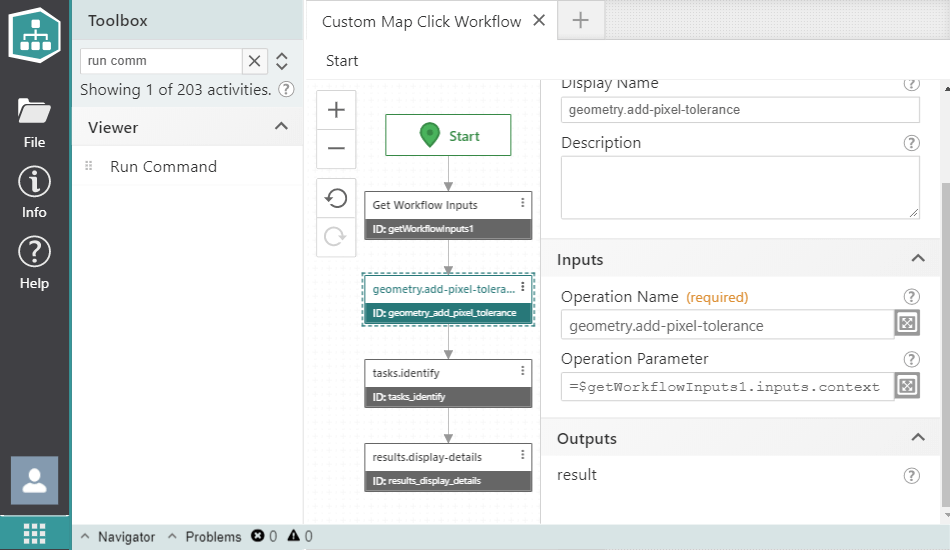 File
Info
Help
Toolbox
run comm
Showing 1 of 203 activities.
Viewer
Run Command
Custom Map Click Workflow
Start
Start
Get Workflow Inputs
ID: getWorkflowInputs1
geometry.add-pixel-tolera...
ID: geometry_add_pixel_tolerance
tasks.identify
ID: tasks_identify
results.display-details
ID: results_display_details
Display Name
geometry.add-pixel-tolerance
Description
Inputs
Operation Name (required)
geometry.add-pixel-tolerance
Operation Parameter
=$getWorkflowInputs1.inputs.context
Outputs
result
Navigator Problems 0 0